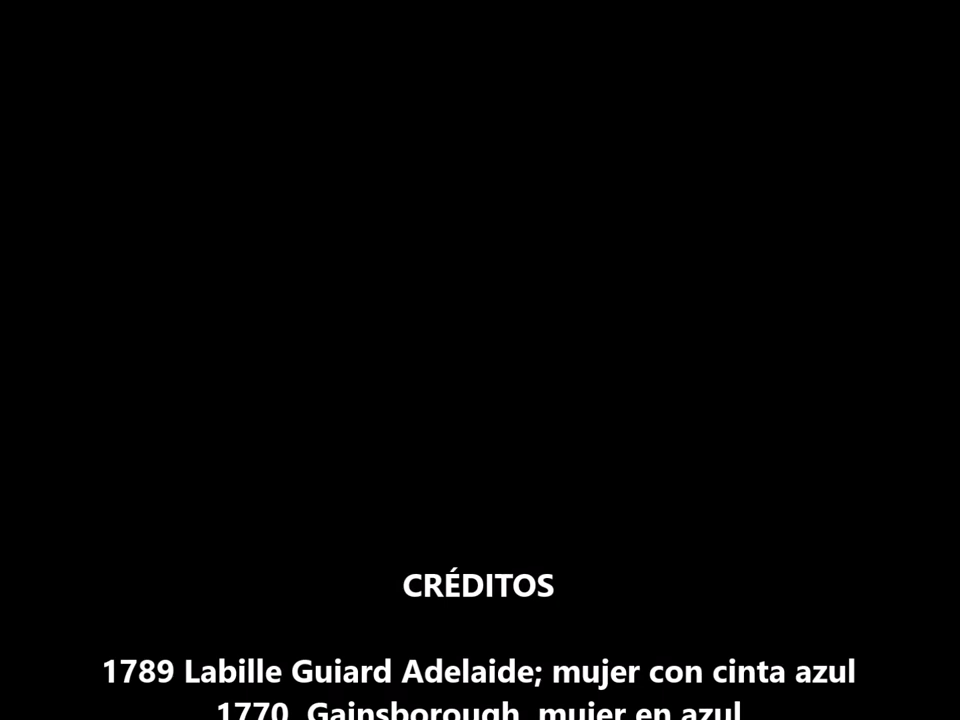 CRÉDITOS
1789 Labille Guiard Adelaide; mujer con cinta azul
1770 Gainsborough mujer en azul